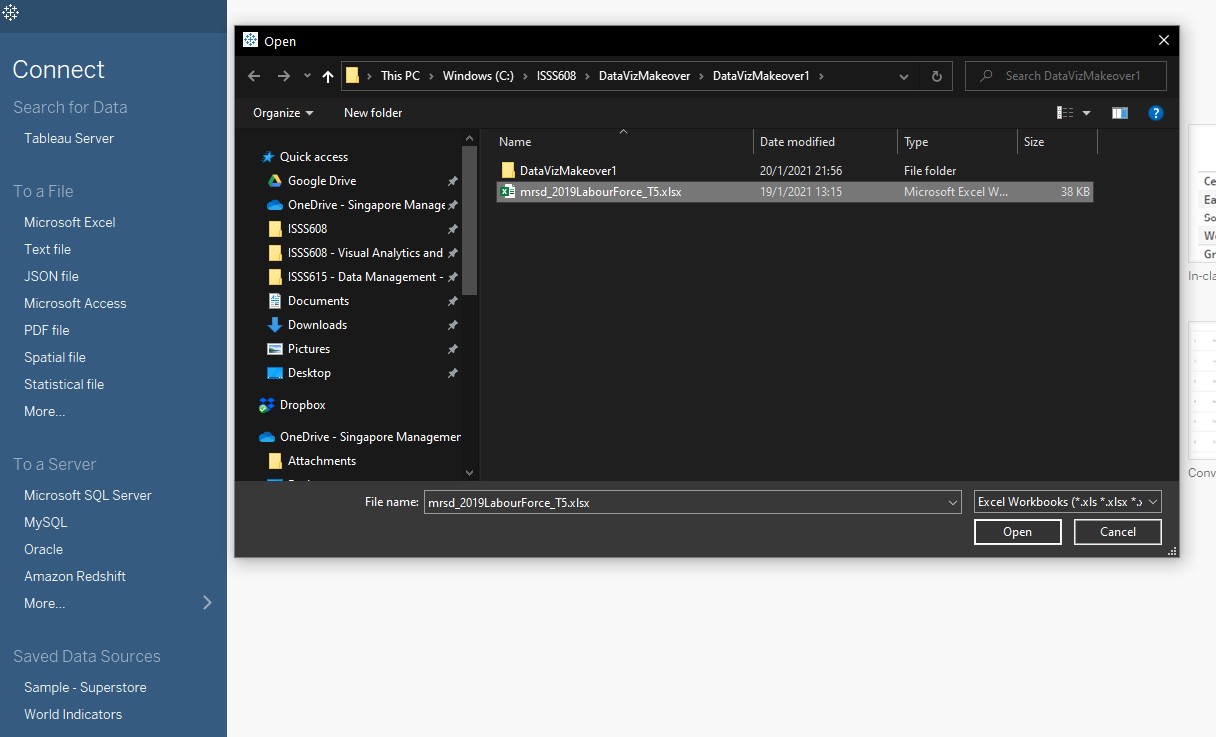 Connect
Search for Data
Tableau Server
To a File
Microsoft Excel
Text file
JSON file
Microsoft Access
PDF file
Spatial file
Statistical file
More...
To a Server
Microsoft SQL Server
MySQL
Oracle
Amazon Redshift
More...
Saved Data Sources
Sample - Superstore
World Indicators
Open
This PC › Windows (C:) › ISSS608 › DataVizMakeover › DataVizMakeover1 ›
Search DataVizMakeover1
Organize
New folder
Quick access
Google Drive
OneDrive - Singapore Manage
ISSS608
ISSS608 - Visual Analytics and
ISSS615 - Data Management -
Documents
Downloads
Pictures
Desktop
Dropbox
OneDrive - Singapore Managemen
Attachments
Name Date modified Type Size
DataVizMakeover1 20/1/2021 21:56 File folder
mrsd_2019LabourForce_T5.xlsx 19/1/2021 13:15 Microsoft Excel W... 38 KB
File name: mrsd_2019LabourForce_T5.xlsx Excel Workbooks (*.xls *.xlsx *.x
Open Cancel
Ce
Ea
So
We
Gr
In-cla
Conv